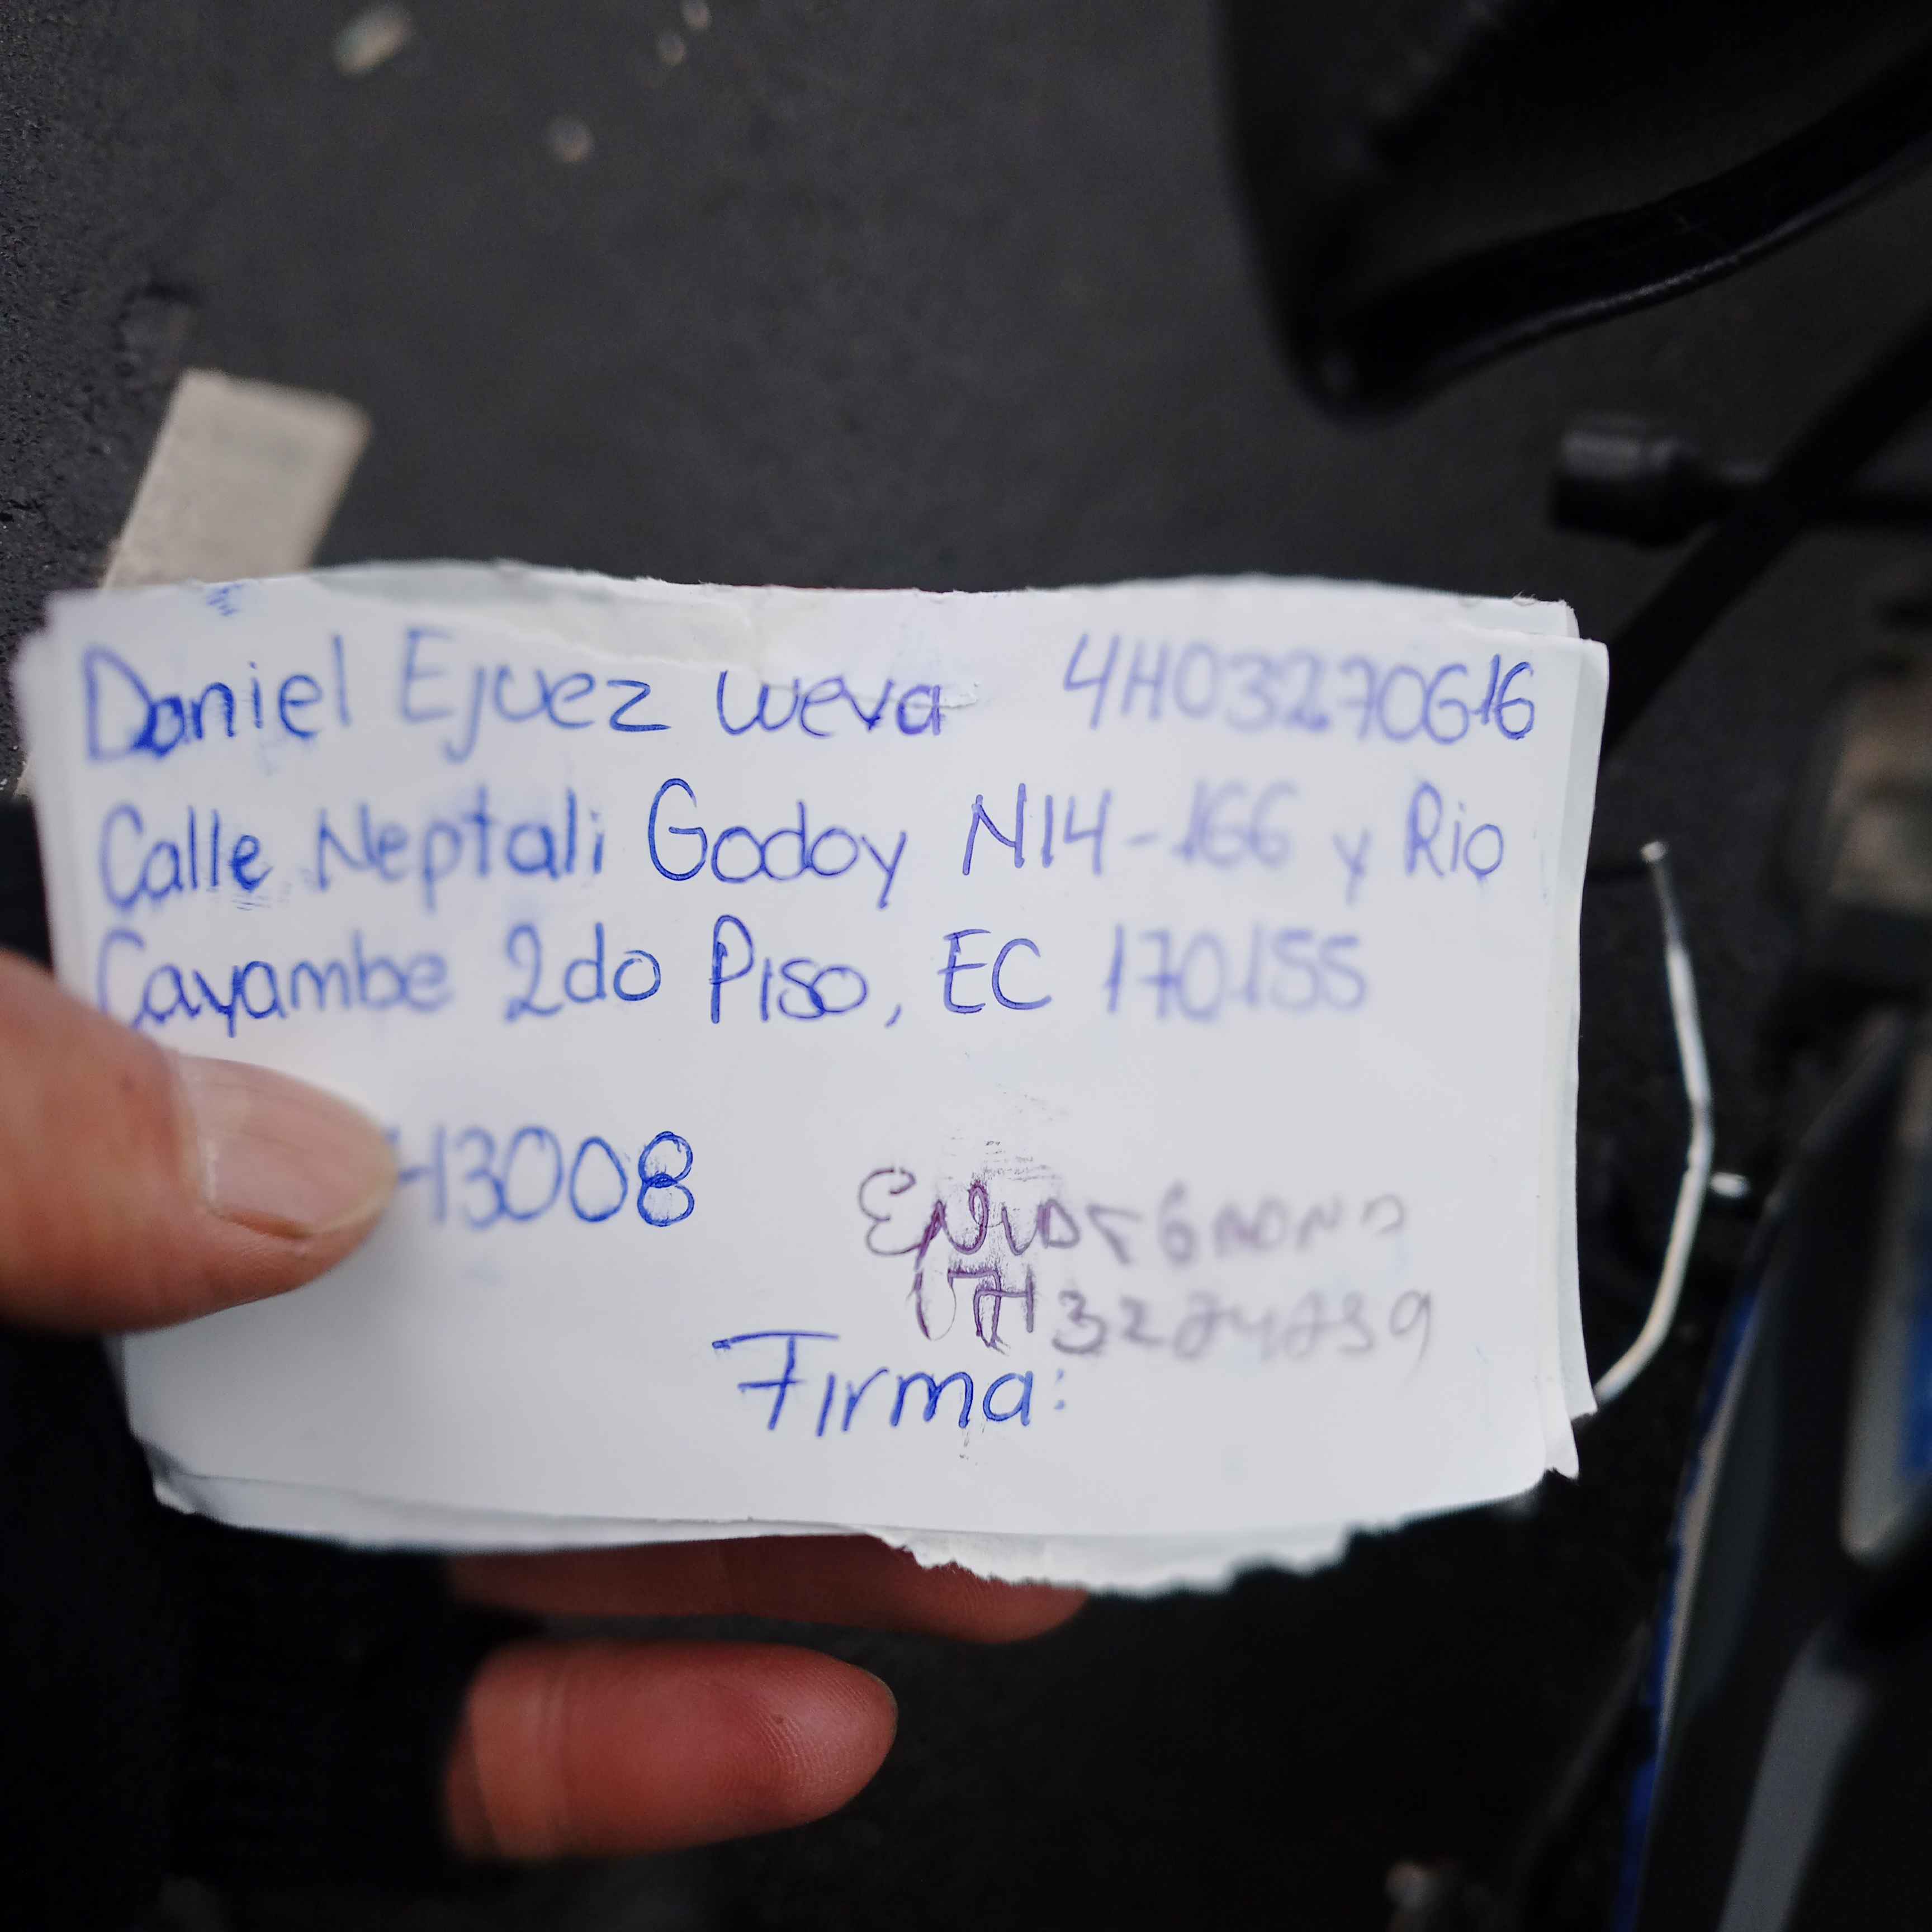 Daniel Ejuez Weva 4H03270616
Calle Neptali Godoy N14-166 y Rio
Cayambe 2do Piso, EC 170155
H3008
Firma: